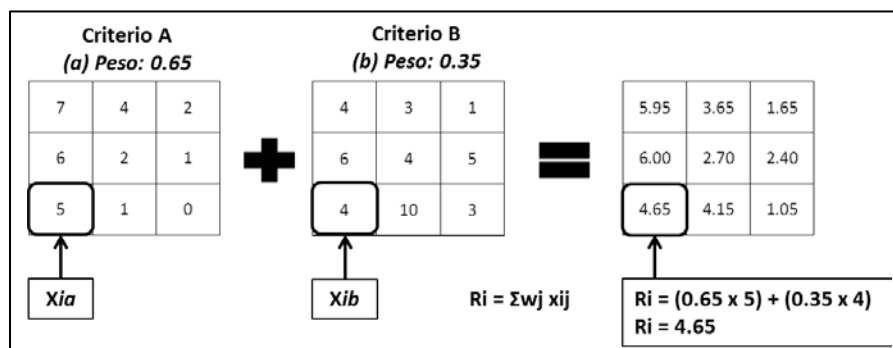 Criterio A
(a) Peso: 0.65
Criterio B
(b) Peso: 0.35
7 4 2
6 2 1
5 1 0
4 3 1
6 4 5
4 10 3
5.95 3.65 1.65
6.00 2.70 2.40
4.65 4.15 1.05
Xia
Xib
Ri = Σwj xij
Ri = (0.65 x 5) + (0.35 x 4)
Ri = 4.65